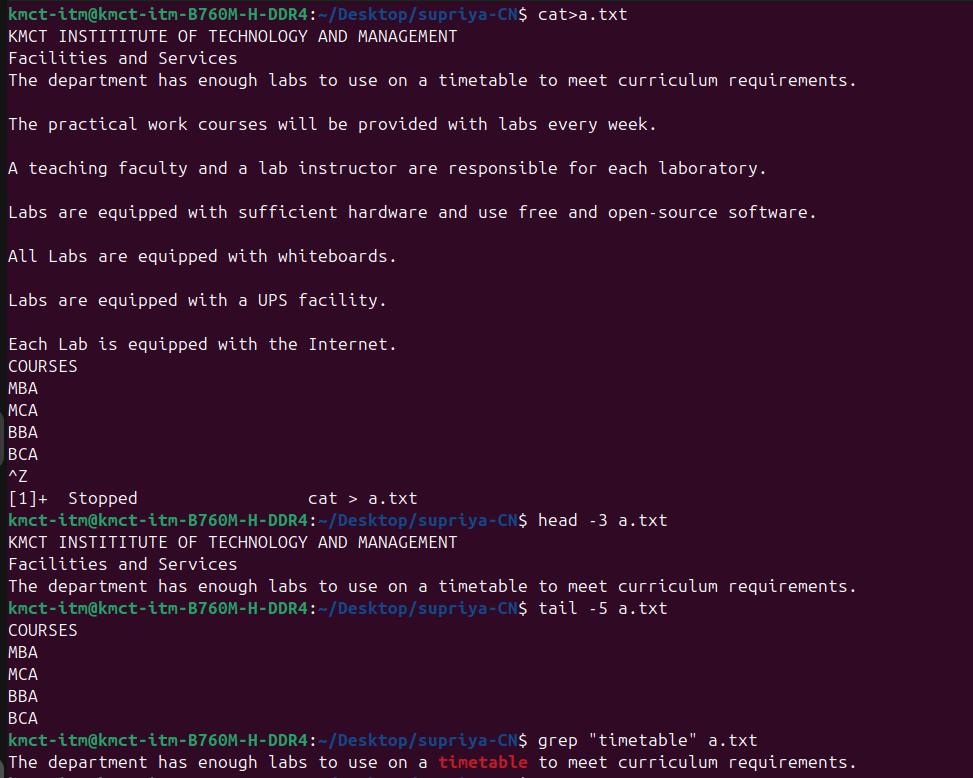 kmct-itm@kmct-itm-B760M-H-DDR4:~/Desktop/supriya-CN$ cat>a.txt
KMCT INSTITITUTE OF TECHNOLOGY AND MANAGEMENT
Facilities and Services
The department has enough labs to use on a timetable to meet curriculum requirements.
The practical work courses will be provided with labs every week.
A teaching faculty and a lab instructor are responsible for each laboratory.
Labs are equipped with sufficient hardware and use free and open-source software.
All Labs are equipped with whiteboards.
Labs are equipped with a UPS facility.
Each Lab is equipped with the Internet.
COURSES
MBA
MCA
BBA
BCA
^Z
[1]+  Stopped                 cat > a.txt
kmct-itm@kmct-itm-B760M-H-DDR4:~/Desktop/supriya-CN$ head -3 a.txt
KMCT INSTITITUTE OF TECHNOLOGY AND MANAGEMENT
Facilities and Services
The department has enough labs to use on a timetable to meet curriculum requirements.
kmct-itm@kmct-itm-B760M-H-DDR4:~/Desktop/supriya-CN$ tail -5 a.txt
COURSES
MBA
MCA
BBA
BCA
kmct-itm@kmct-itm-B760M-H-DDR4:~/Desktop/supriya-CN$ grep "timetable" a.txt
The department has enough labs to use on a timetable to meet curriculum requirements.